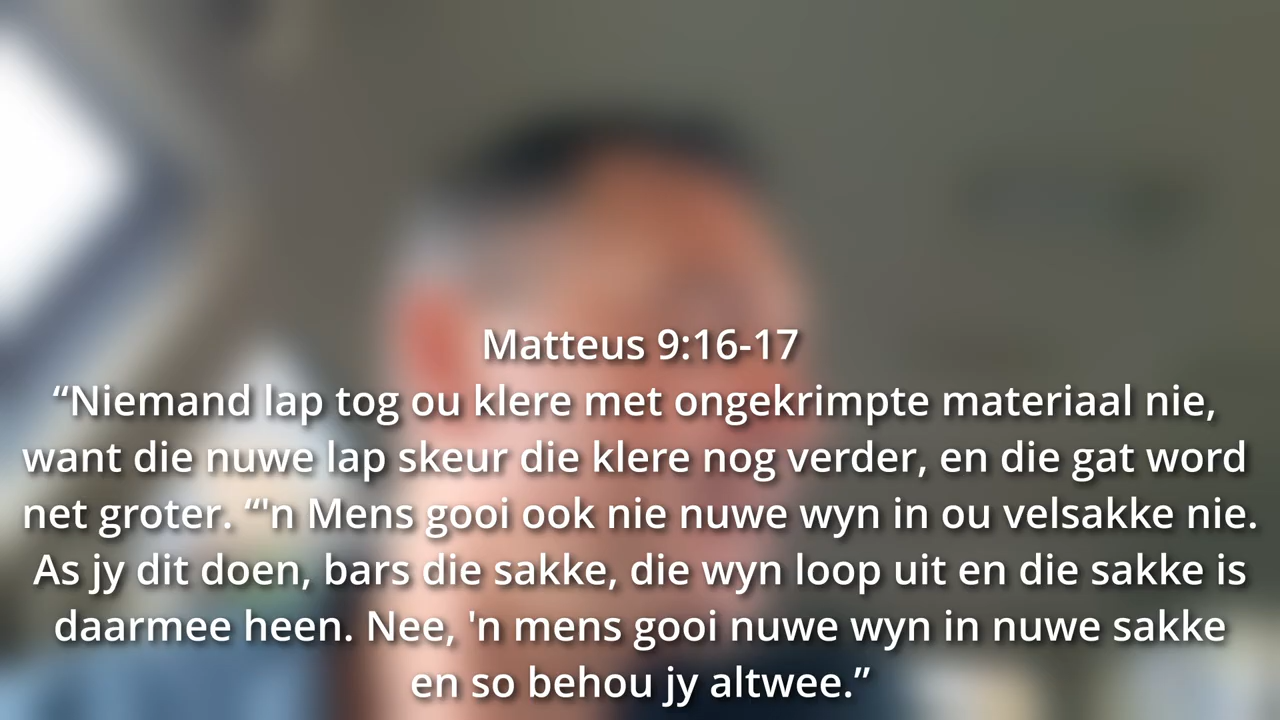 Matteus 9:16-17
“Niemand lap tog ou klere met ongekrimpte materiaal nie,
want die nuwe lap skeur die klere nog verder, en die gat word
net groter. “'n Mens gooi ook nie nuwe wyn in ou velsakke nie.
As jy dit doen, bars die sakke, die wyn loop uit en die sakke is
daarmee heen. Nee, 'n mens gooi nuwe wyn in nuwe sakke
en so behou jy altwee.”